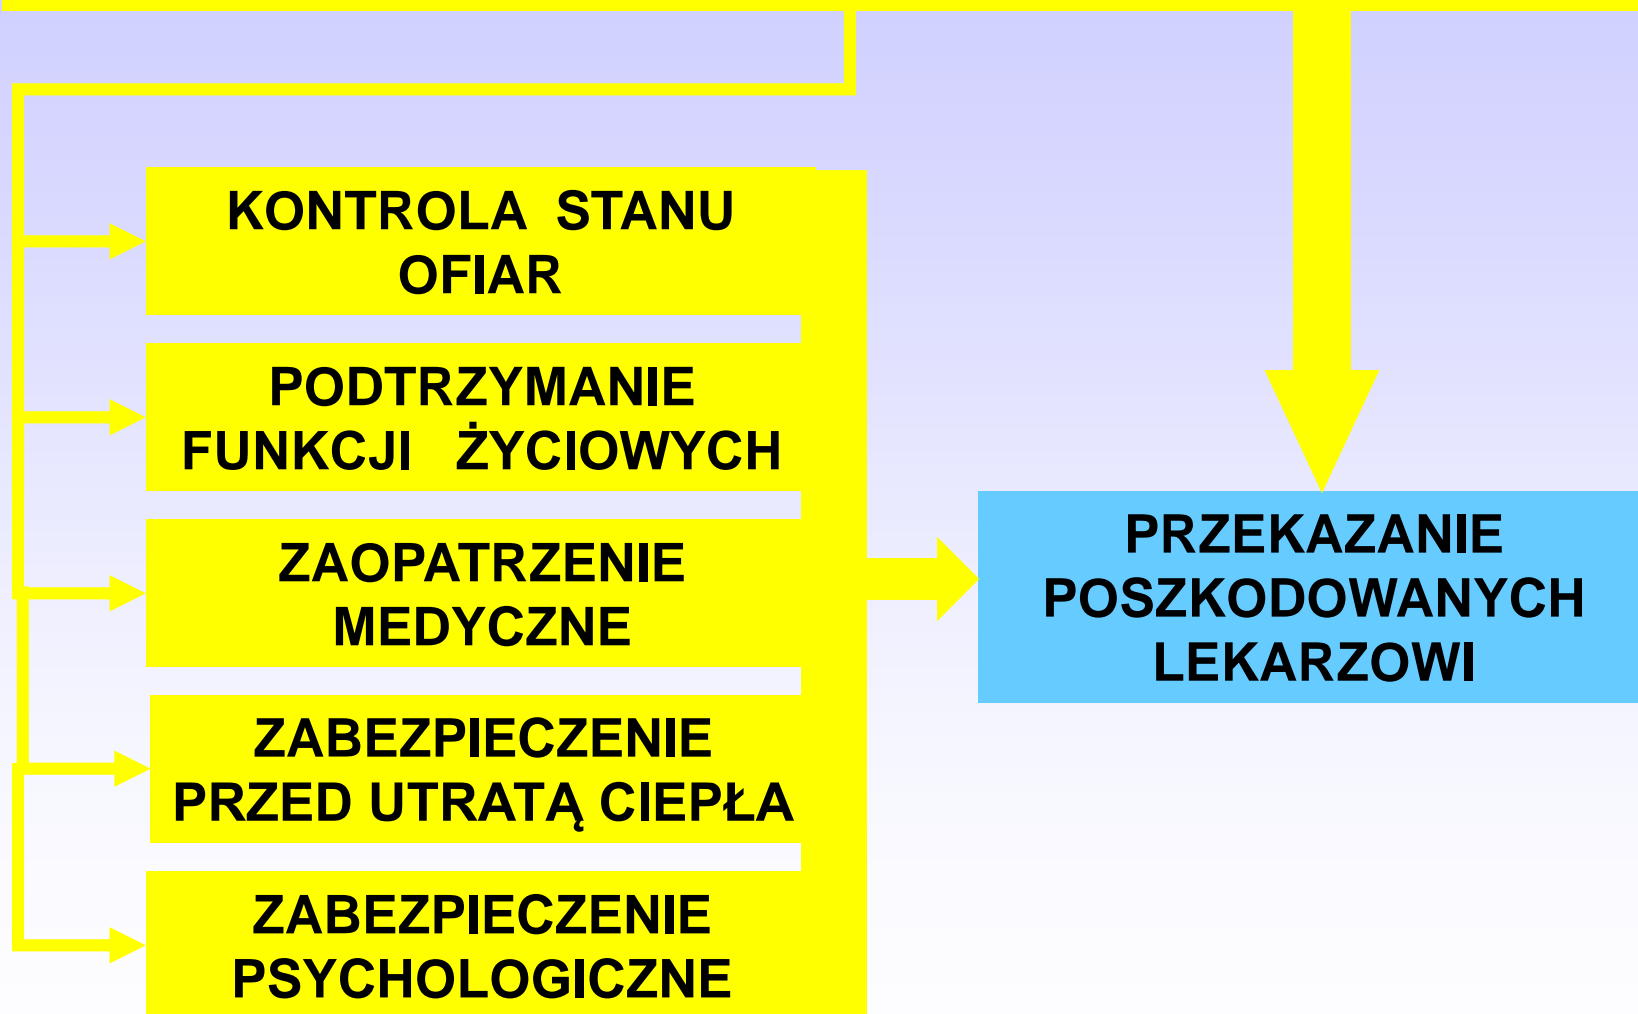 KONTROLA STANU
OFIAR
PODTRZYMANIE
FUNKCJI ŻYCIOWYCH
ZAOPATRZENIE
MEDYCZNE
ZABEZPIECZENIE
PRZED UTRATĄ CIEPŁA
ZABEZPIECZENIE
PSYCHOLOGICZNE
PRZEKAZANIE
POSZKODOWANYCH
LEKARZOWI